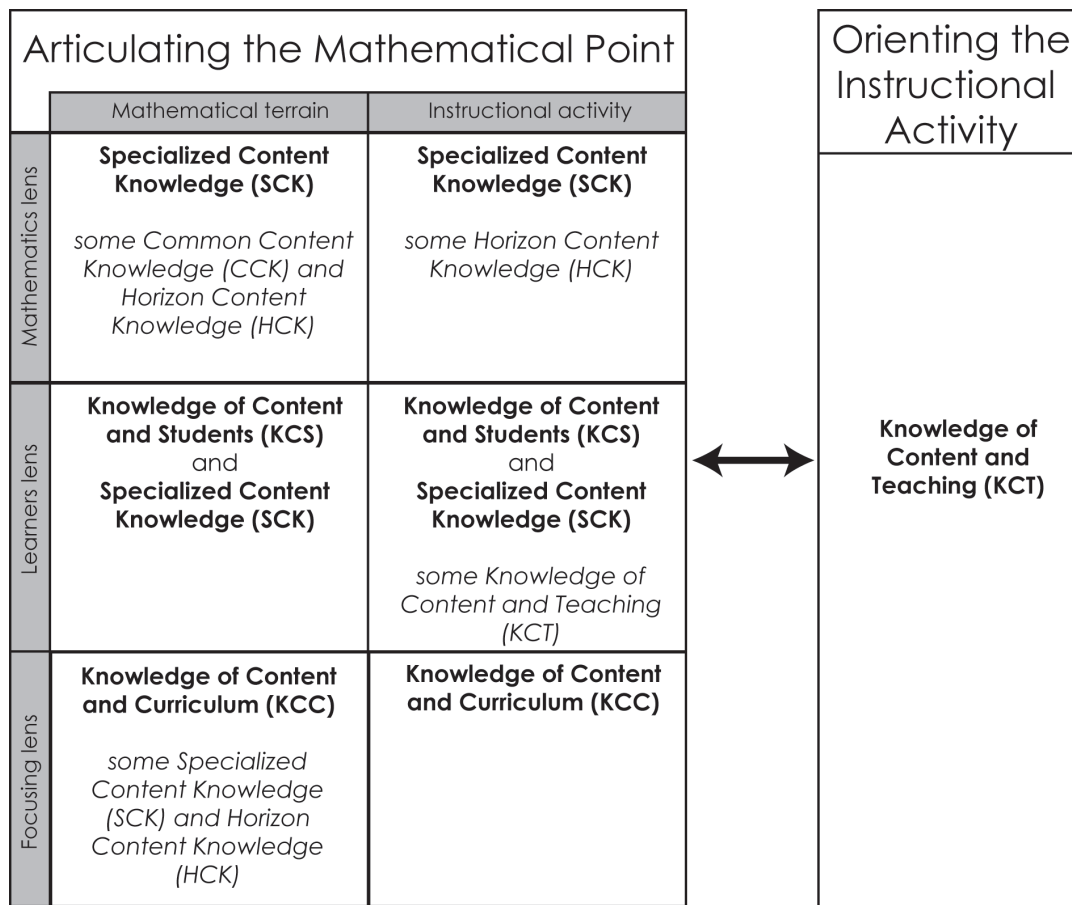 Articulating the Mathematical Point
Mathematical terrain
Instructional activity
Mathematics lens
Specialized Content
Knowledge (SCK)
some Common Content
Knowledge (CCK) and
Horizon Content
Knowledge (HCK)
Specialized Content
Knowledge (SCK)
some Horizon Content
Knowledge (HCK)
Learners lens
Knowledge of Content
and Students (KCS)
and
Specialized Content
Knowledge (SCK)
Knowledge of Content
and Students (KCS)
and
Specialized Content
Knowledge (SCK)
some Knowledge of
Content and Teaching
(KCT)
Focusing lens
Knowledge of Content
and Curriculum (KCC)
some Specialized
Content Knowledge
(SCK) and Horizon
Content Knowledge
(HCK)
Knowledge of Content
and Curriculum (KCC)
Orienting the
Instructional
Activity
Knowledge of
Content and
Teaching (KCT)